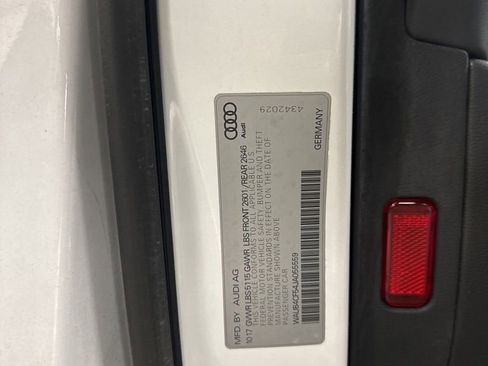 4342029
Audi
MFD. BY AUDI AG
GERMANY
10 17 GWVR LBS 5115 GAWR LBS FRONT 2601 /REAR 2646
THIS VEHICLE CONFORMS TO ALL APPLICABLE U.S.
FEDERAL MOTOR VEHICLE SAFETY, BUMPER AND THEFT
PREVENTION STANDARDS IN EFFECT ON THE DATE OF
MANUFACTURE SHOWN ABOVE.
PASSENGER CAR
WAUB4CF54JA055559